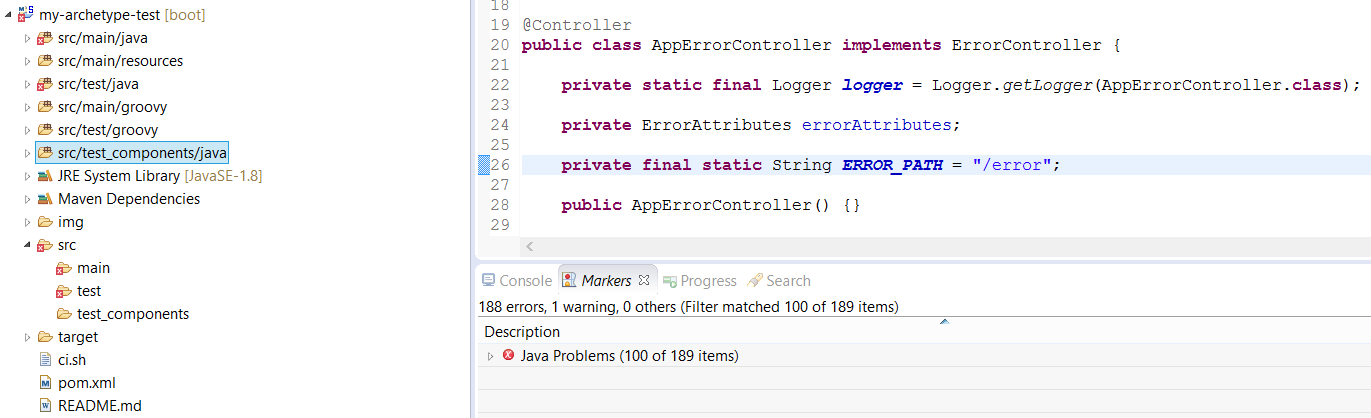 my-archetype-test [boot]
src/main/java
src/main/resources
src/test/java
src/main/groovy
src/test/groovy
src/test_components/java
JRE System Library [JavaSE-1.8]
Maven Dependencies
img
src
main
test
test_components
target
ci.sh
pom.xml
README.md
18
19 @Controller
20 public class AppErrorController implements ErrorController {
21
22 private static final Logger logger = Logger.getLogger(AppErrorController.class);
23
24 private ErrorAttributes errorAttributes;
25
26 private final static String ERROR_PATH = "/error";
27
28 public AppErrorController() {}
29
Console Markers Progress Search
188 errors, 1 warning, 0 others (Filter matched 100 of 189 items)
Description
Java Problems (100 of 189 items)